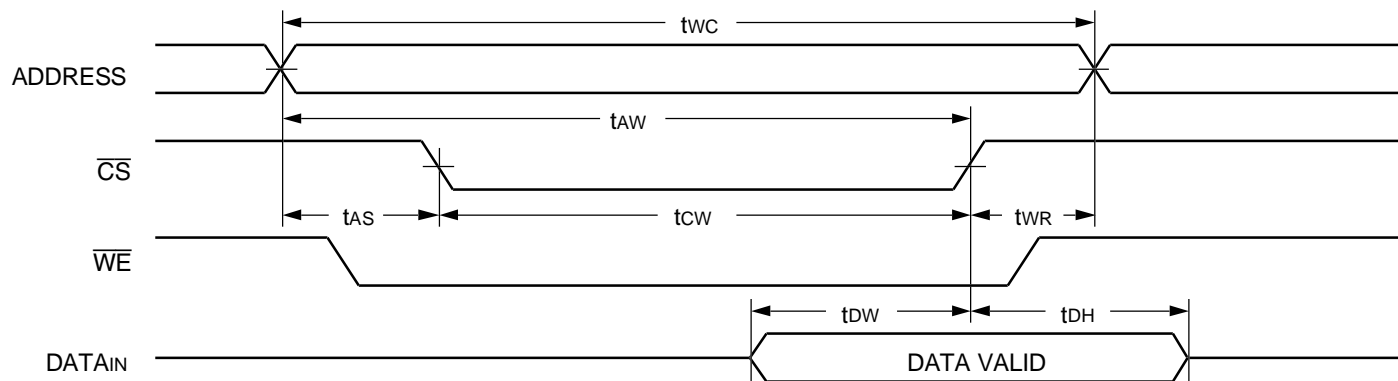 tWC
ADDRESS
tAW
CS
tAS tCW tWR
WE
tDW tDH
DATAIN DATA VALID